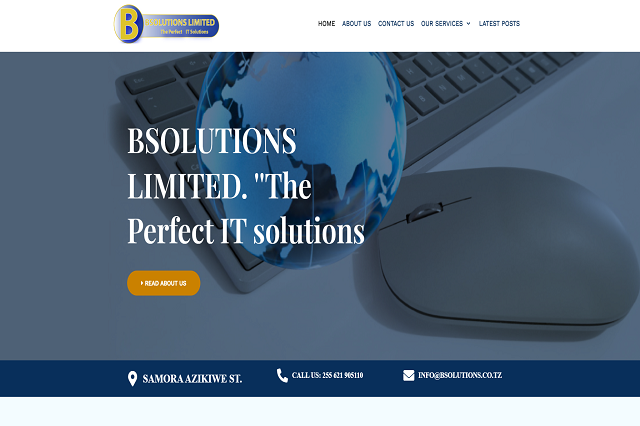 B
BSOLUTIONS LIMITED
The Perfect IT Solutions
HOME ABOUT US CONTACT US OUR SERVICES LATEST POSTS
BSOLUTIONS
LIMITED. "The
Perfect IT solutions
READ ABOUT US
SAMORA AZIKIWE ST. CALL US: 255 621 905110 INFO@BSOLUTIONS.CO.TZ